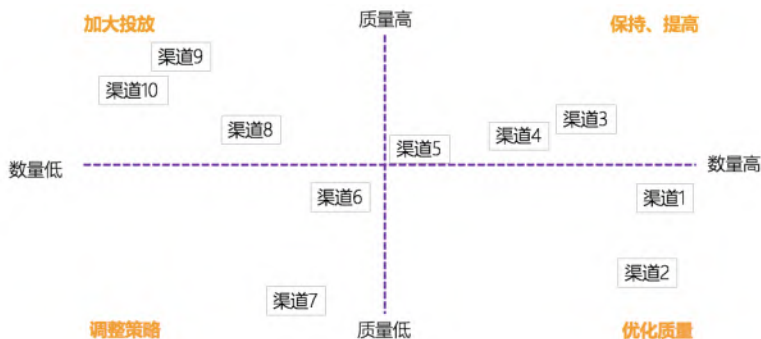 加大投放
质量高
保持、提高
渠道9
渠道10
渠道8
渠道3
渠道4
渠道5
数量低
数量高
渠道6
渠道1
渠道2
渠道7
调整策略
质量低
优化质量